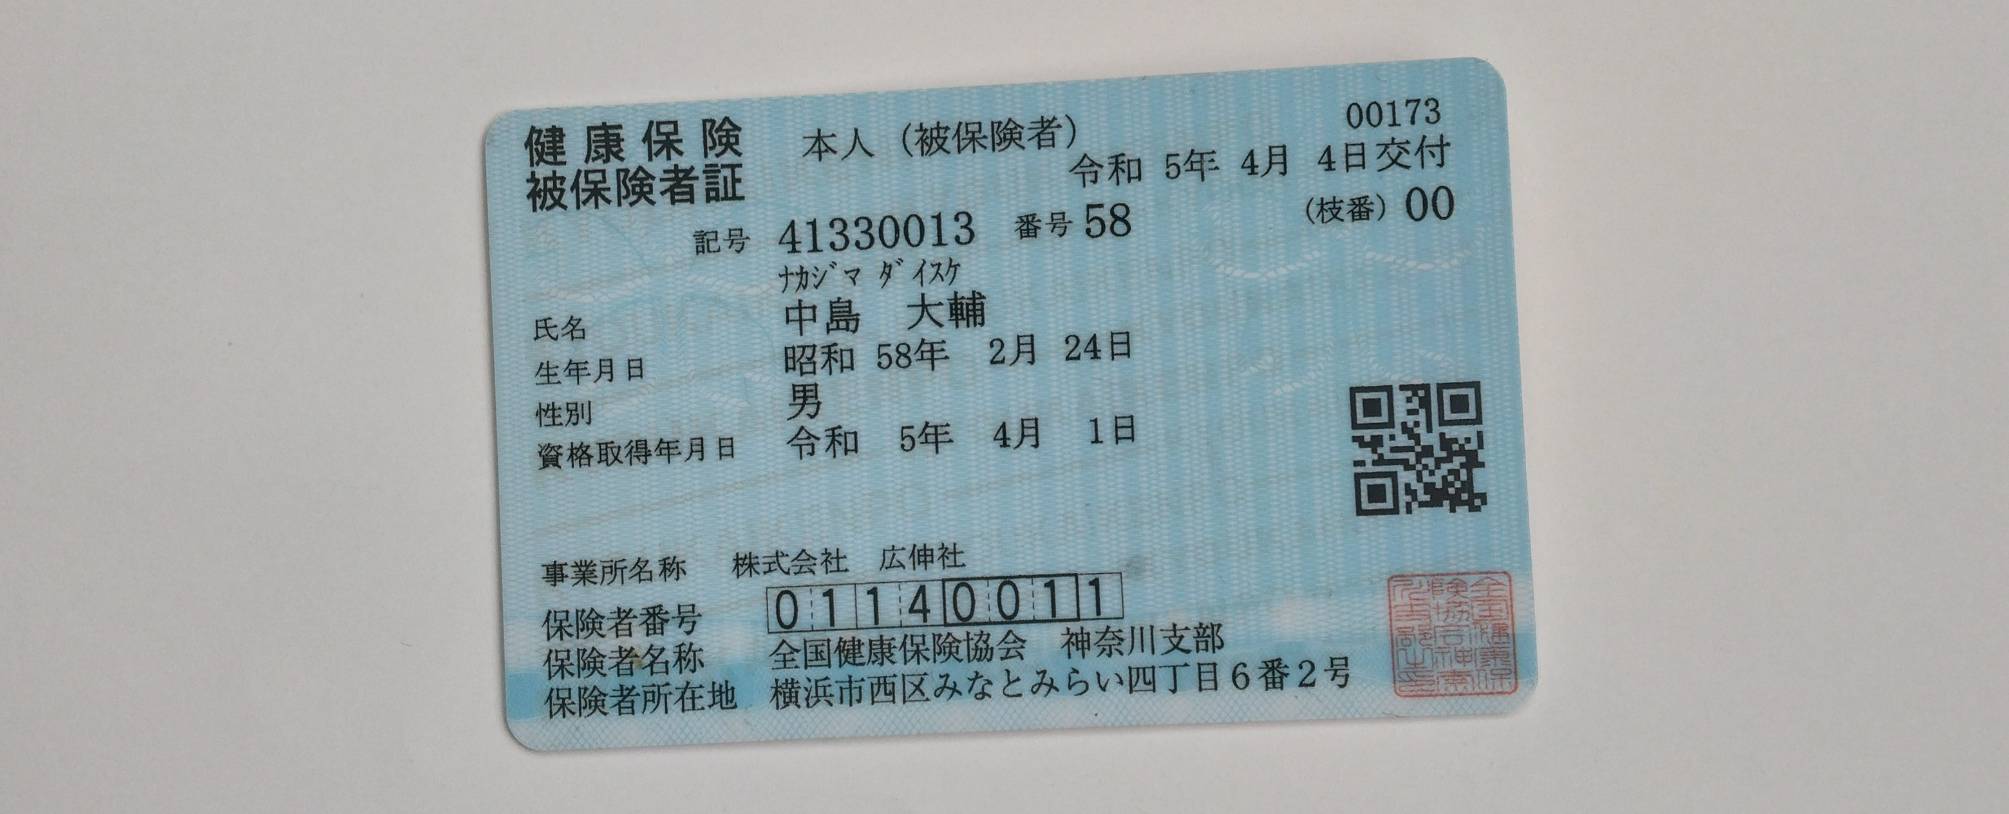 健康保険
被保険者証
本人（被保険者）
00173
令和 5年 4月 4日交付
記号 41330013 番号 58 （枝番）00
ﾅｶｼﾞﾏ ﾀﾞｲｽｹ
氏名 中島 大輔
生年月日 昭和 58年 2月 24日
性別 男
資格取得年月日 令和 5年 4月 1日
事業所名称 株式会社 広伸社
保険者番号 01140011
保険者名称 全国健康保険協会 神奈川支部
保険者所在地 横浜市西区みなとみらい四丁目６番２号